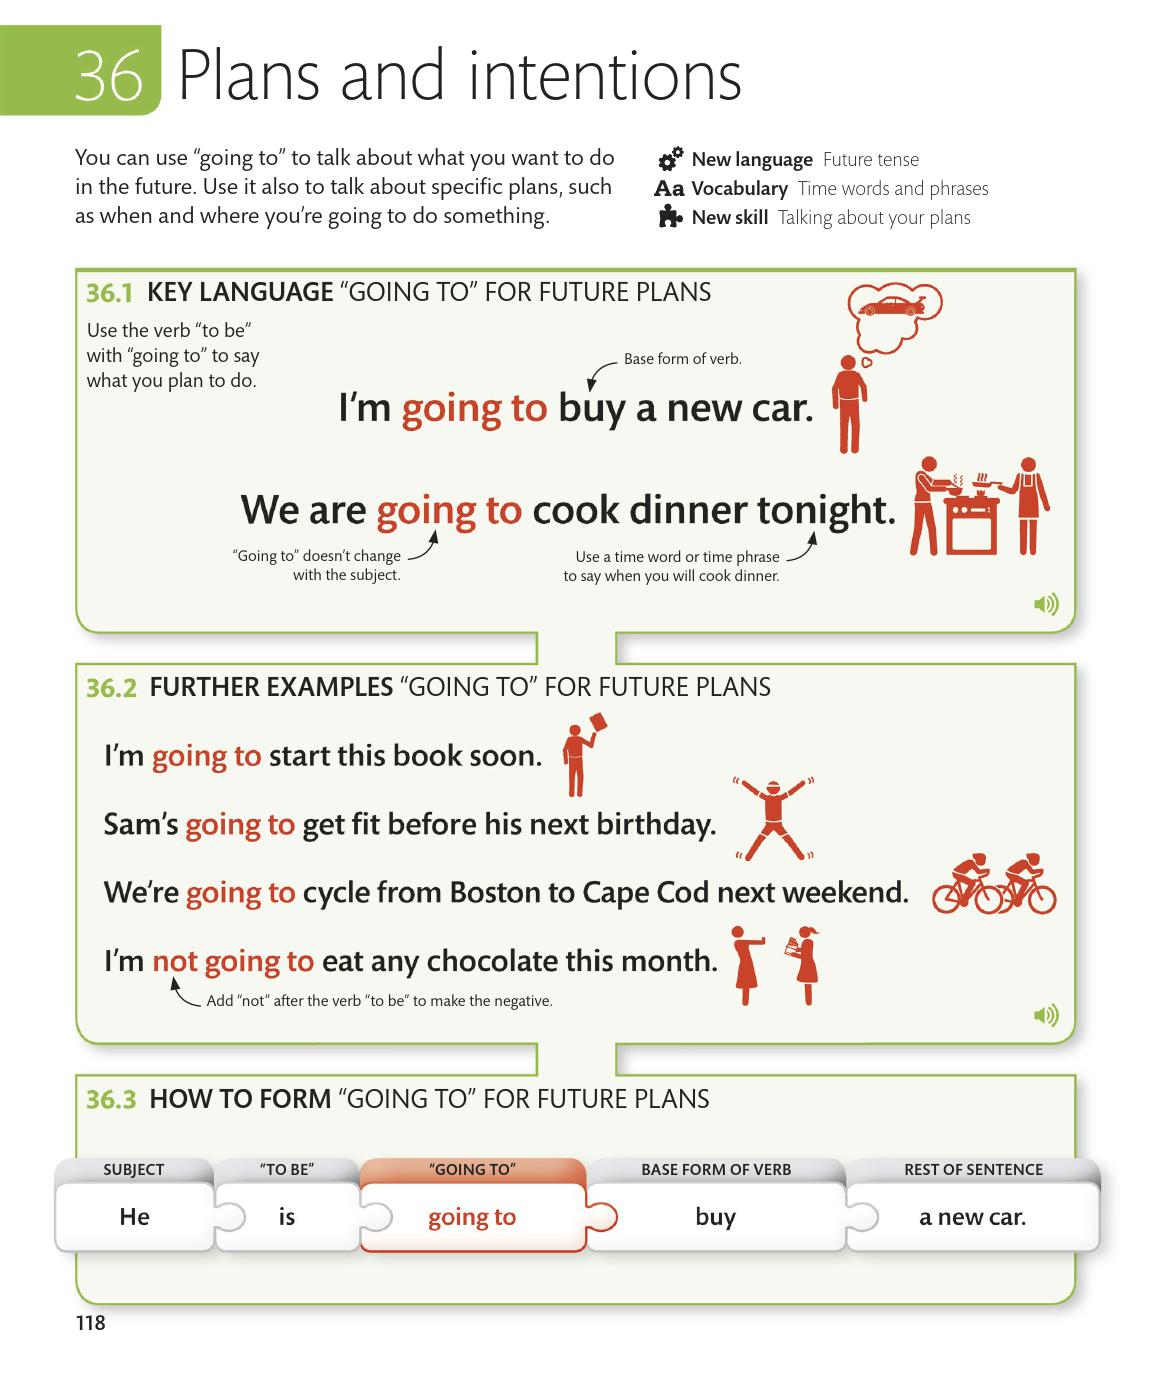 36 Plans and intentions
You can use “going to” to talk about what you want to do
in the future. Use it also to talk about specific plans, such
as when and where you’re going to do something.
New language Future tense
Aa Vocabulary Time words and phrases
New skill Talking about your plans
36.1 KEY LANGUAGE “GOING TO” FOR FUTURE PLANS
Use the verb “to be”
with “going to” to say
what you plan to do.
Base form of verb.
I’m going to buy a new car.
We are going to cook dinner tonight.
“Going to” doesn’t change
with the subject.
Use a time word or time phrase
to say when you will cook dinner.
36.2 FURTHER EXAMPLES “GOING TO” FOR FUTURE PLANS
I’m going to start this book soon.
Sam’s going to get fit before his next birthday.
We’re going to cycle from Boston to Cape Cod next weekend.
I’m not going to eat any chocolate this month.
Add “not” after the verb “to be” to make the negative.
36.3 HOW TO FORM “GOING TO” FOR FUTURE PLANS
SUBJECT “TO BE” “GOING TO” BASE FORM OF VERB REST OF SENTENCE
He is going to buy a new car.
118